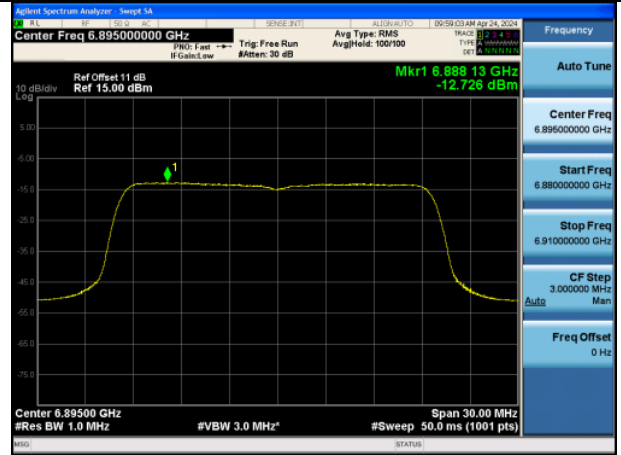 Agilent Spectrum Analyzer - Swept SA
RL RF 50 Ω AC SENSE:INT ALIGNAUTO 09:59:03 AM Apr 24, 2024
Center Freq 6.895000000 GHz
PNO: Fast
IFGain:Low
Trig: Free Run
#Atten: 30 dB
Avg Type: RMS
Avg|Hold: 100/100
TRACE 1 2 3 4 5 6
TYPE
DET A N N N N N
Frequency
Mkr1 6.888 13 GHz
-12.726 dBm
Ref Offset 11 dB
10 dB/div Ref 15.00 dBm
Log
5.00
-5.00
-15.0
-25.0
-35.0
-45.0
-55.0
-65.0
-75.0
1
Center 6.89500 GHz Span 30.00 MHz
#Res BW 1.0 MHz #VBW 3.0 MHz* #Sweep 50.0 ms (1001 pts)
MSG STATUS
Auto Tune
Center Freq
6.895000000 GHz
Start Freq
6.880000000 GHz
Stop Freq
6.910000000 GHz
CF Step
3.000000 MHz
Auto Man
Freq Offset
0 Hz